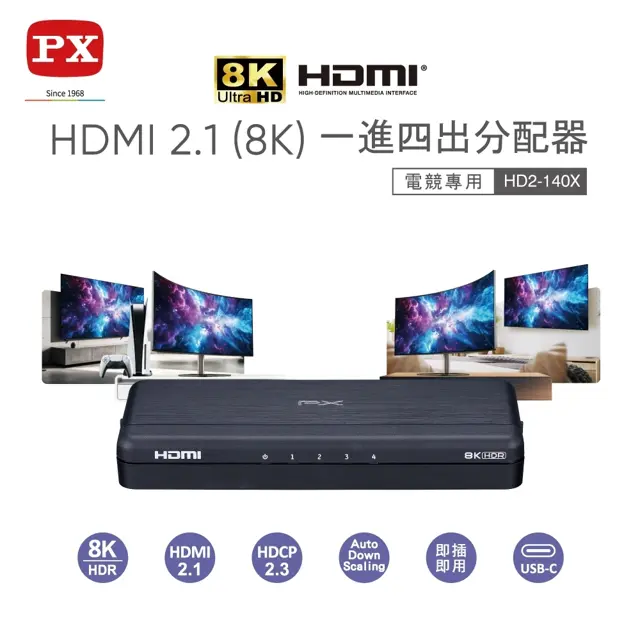 PX
Since 1968
8K
Ultra HD
HDMI®
HIGH-DEFINITION MULTIMEDIA INTERFACE
HDMI 2.1 (8K) 一進四出分配器
電競專用 HD2-140X
PX
HDMI 1 2 3 4 8K HDR
8K
HDR
HDMI
2.1
HDCP
2.3
Auto
Down
Scaling
即插
即用
USB-C